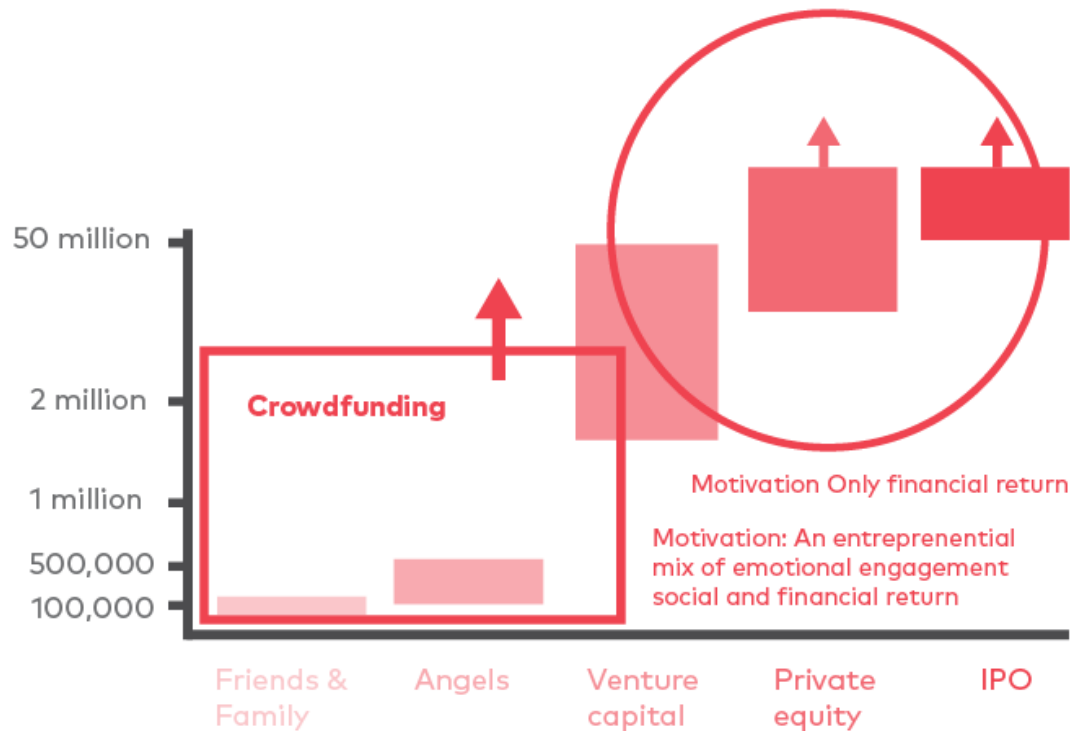 50 million
2 million
1 million
500,000
100,000
Crowdfunding
Motivation Only financial return
Motivation: An entreprenential
mix of emotional engagement
social and financial return
Friends &
Family
Angels
Venture
capital
Private
equity
IPO